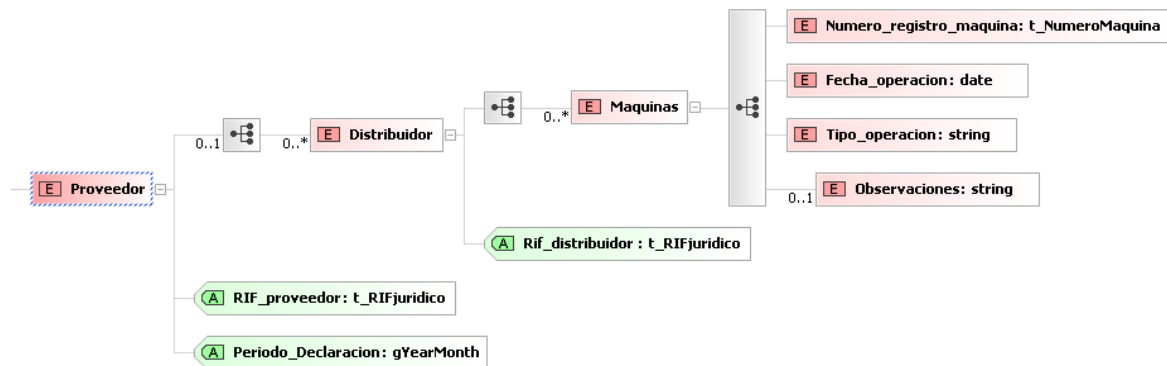 E Numero_registro_maquina: t_NumeroMaquina
E Fecha_operacion: date
0..* E Maquinas
0..1 0..* E Distribuidor
E Tipo_operacion: string
E Proveedor
0..1 E Observaciones: string
A Rif_distribuidor : t_RIFjuridico
A RIF_proveedor: t_RIFjuridico
A Periodo_Declaracion: gYearMonth